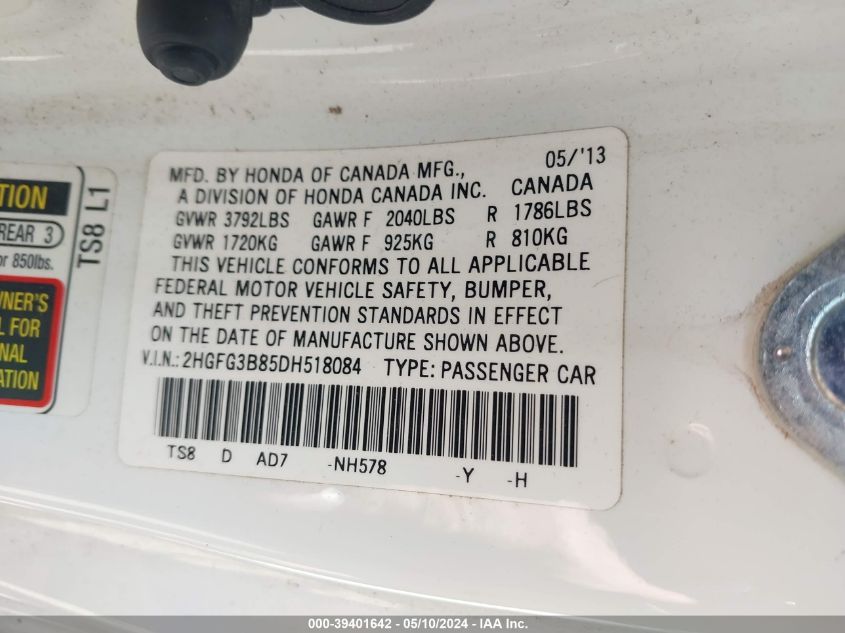 MFD. BY HONDA OF CANADA MFG., 05/'13
A DIVISION OF HONDA CANADA INC. CANADA
GVWR 3792LBS GAWR F 2040LBS R 1786LBS
GVWR 1720KG GAWR F 925KG R 810KG
THIS VEHICLE CONFORMS TO ALL APPLICABLE
FEDERAL MOTOR VEHICLE SAFETY, BUMPER,
AND THEFT PREVENTION STANDARDS IN EFFECT
ON THE DATE OF MANUFACTURE SHOWN ABOVE.
V.I.N.: 2HGFG3B85DH518084 TYPE: PASSENGER CAR
TS8 D AD7 -NH578 -Y -H
TION
REAR 3
or 850lbs.
WNER'S
L FOR
NAL
ATION
TS8 L1
000-39401642 - 05/10/2024 - IAA Inc.